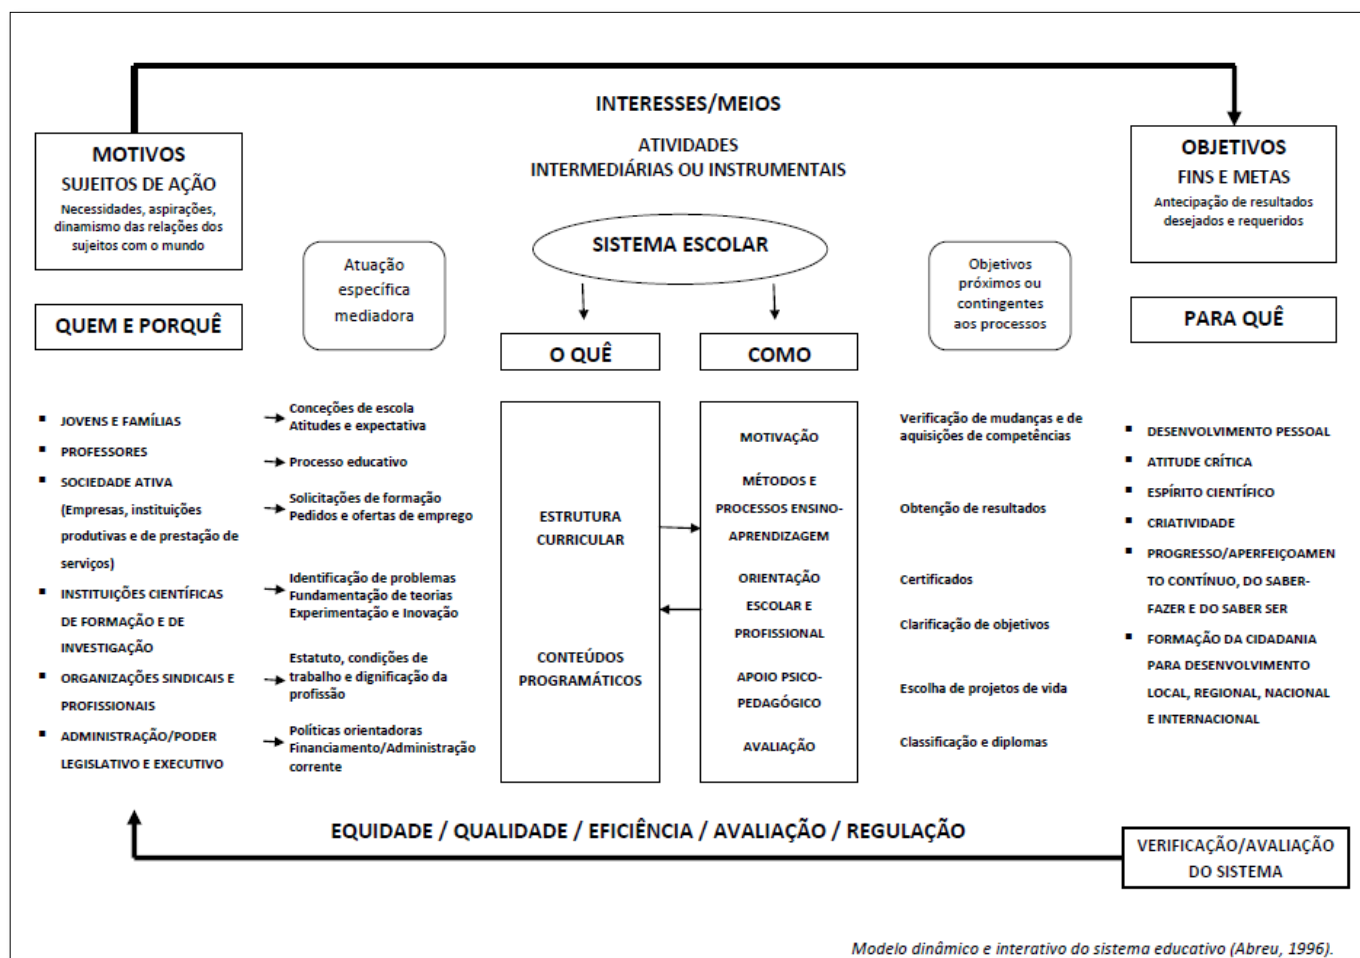 INTERESSES/MEIOS
ATIVIDADES
INTERMEDIÁRIAS OU INSTRUMENTAIS
MOTIVOS
SUJEITOS DE AÇÃO
Necessidades, aspirações,
dinamismo das relações dos
sujeitos com o mundo
OBJETIVOS
FINS E METAS
Antecipação de resultados
desejados e requeridos
SISTEMA ESCOLAR
Atuação
específica
mediadora
Objetivos
próximos ou
contingentes
aos processos
QUEM E PORQUÊ
O QUÊ
COMO
PARA QUÊ
▪ JOVENS E FAMÍLIAS
▪ PROFESSORES
▪ SOCIEDADE ATIVA
(Empresas, instituições
produtivas e de prestação de
serviços)
▪ INSTITUIÇÕES CIENTÍFICAS
DE FORMAÇÃO E DE
INVESTIGAÇÃO
▪ ORGANIZAÇÕES SINDICAIS E
PROFISSIONAIS
▪ ADMINISTRAÇÃO/PODER
LEGISLATIVO E EXECUTIVO
Conceções de escola
Atitudes e expectativa
Processo educativo
Solicitações de formação
Pedidos e ofertas de emprego
Identificação de problemas
Fundamentação de teorias
Experimentação e Inovação
Estatuto, condições de
trabalho e dignificação da
profissão
Políticas orientadoras
Financiamento/Administração
corrente
ESTRUTURA
CURRICULAR
CONTEÚDOS
PROGRAMÁTICOS
MOTIVAÇÃO
MÉTODOS E
PROCESSOS ENSINO-
APRENDIZAGEM
ORIENTAÇÃO
ESCOLAR E
PROFISSIONAL
APOIO PSICO-
PEDAGÓGICO
AVALIAÇÃO
Verificação de mudanças e de
aquisições de competências
Obtenção de resultados
Certificados
Clarificação de objetivos
Escolha de projetos de vida
Classificação e diplomas
▪ DESENVOLVIMENTO PESSOAL
▪ ATITUDE CRÍTICA
▪ ESPÍRITO CIENTÍFICO
▪ CRIATIVIDADE
▪ PROGRESSO/APERFEIÇOAMEN
TO CONTÍNUO, DO SABER-
FAZER E DO SABER SER
▪ FORMAÇÃO DA CIDADANIA
PARA DESENVOLVIMENTO
LOCAL, REGIONAL, NACIONAL
E INTERNACIONAL
EQUIDADE / QUALIDADE / EFICIÊNCIA / AVALIAÇÃO / REGULAÇÃO
VERIFICAÇÃO/AVALIAÇÃO
DO SISTEMA
Modelo dinâmico e interativo do sistema educativo (Abreu, 1996).